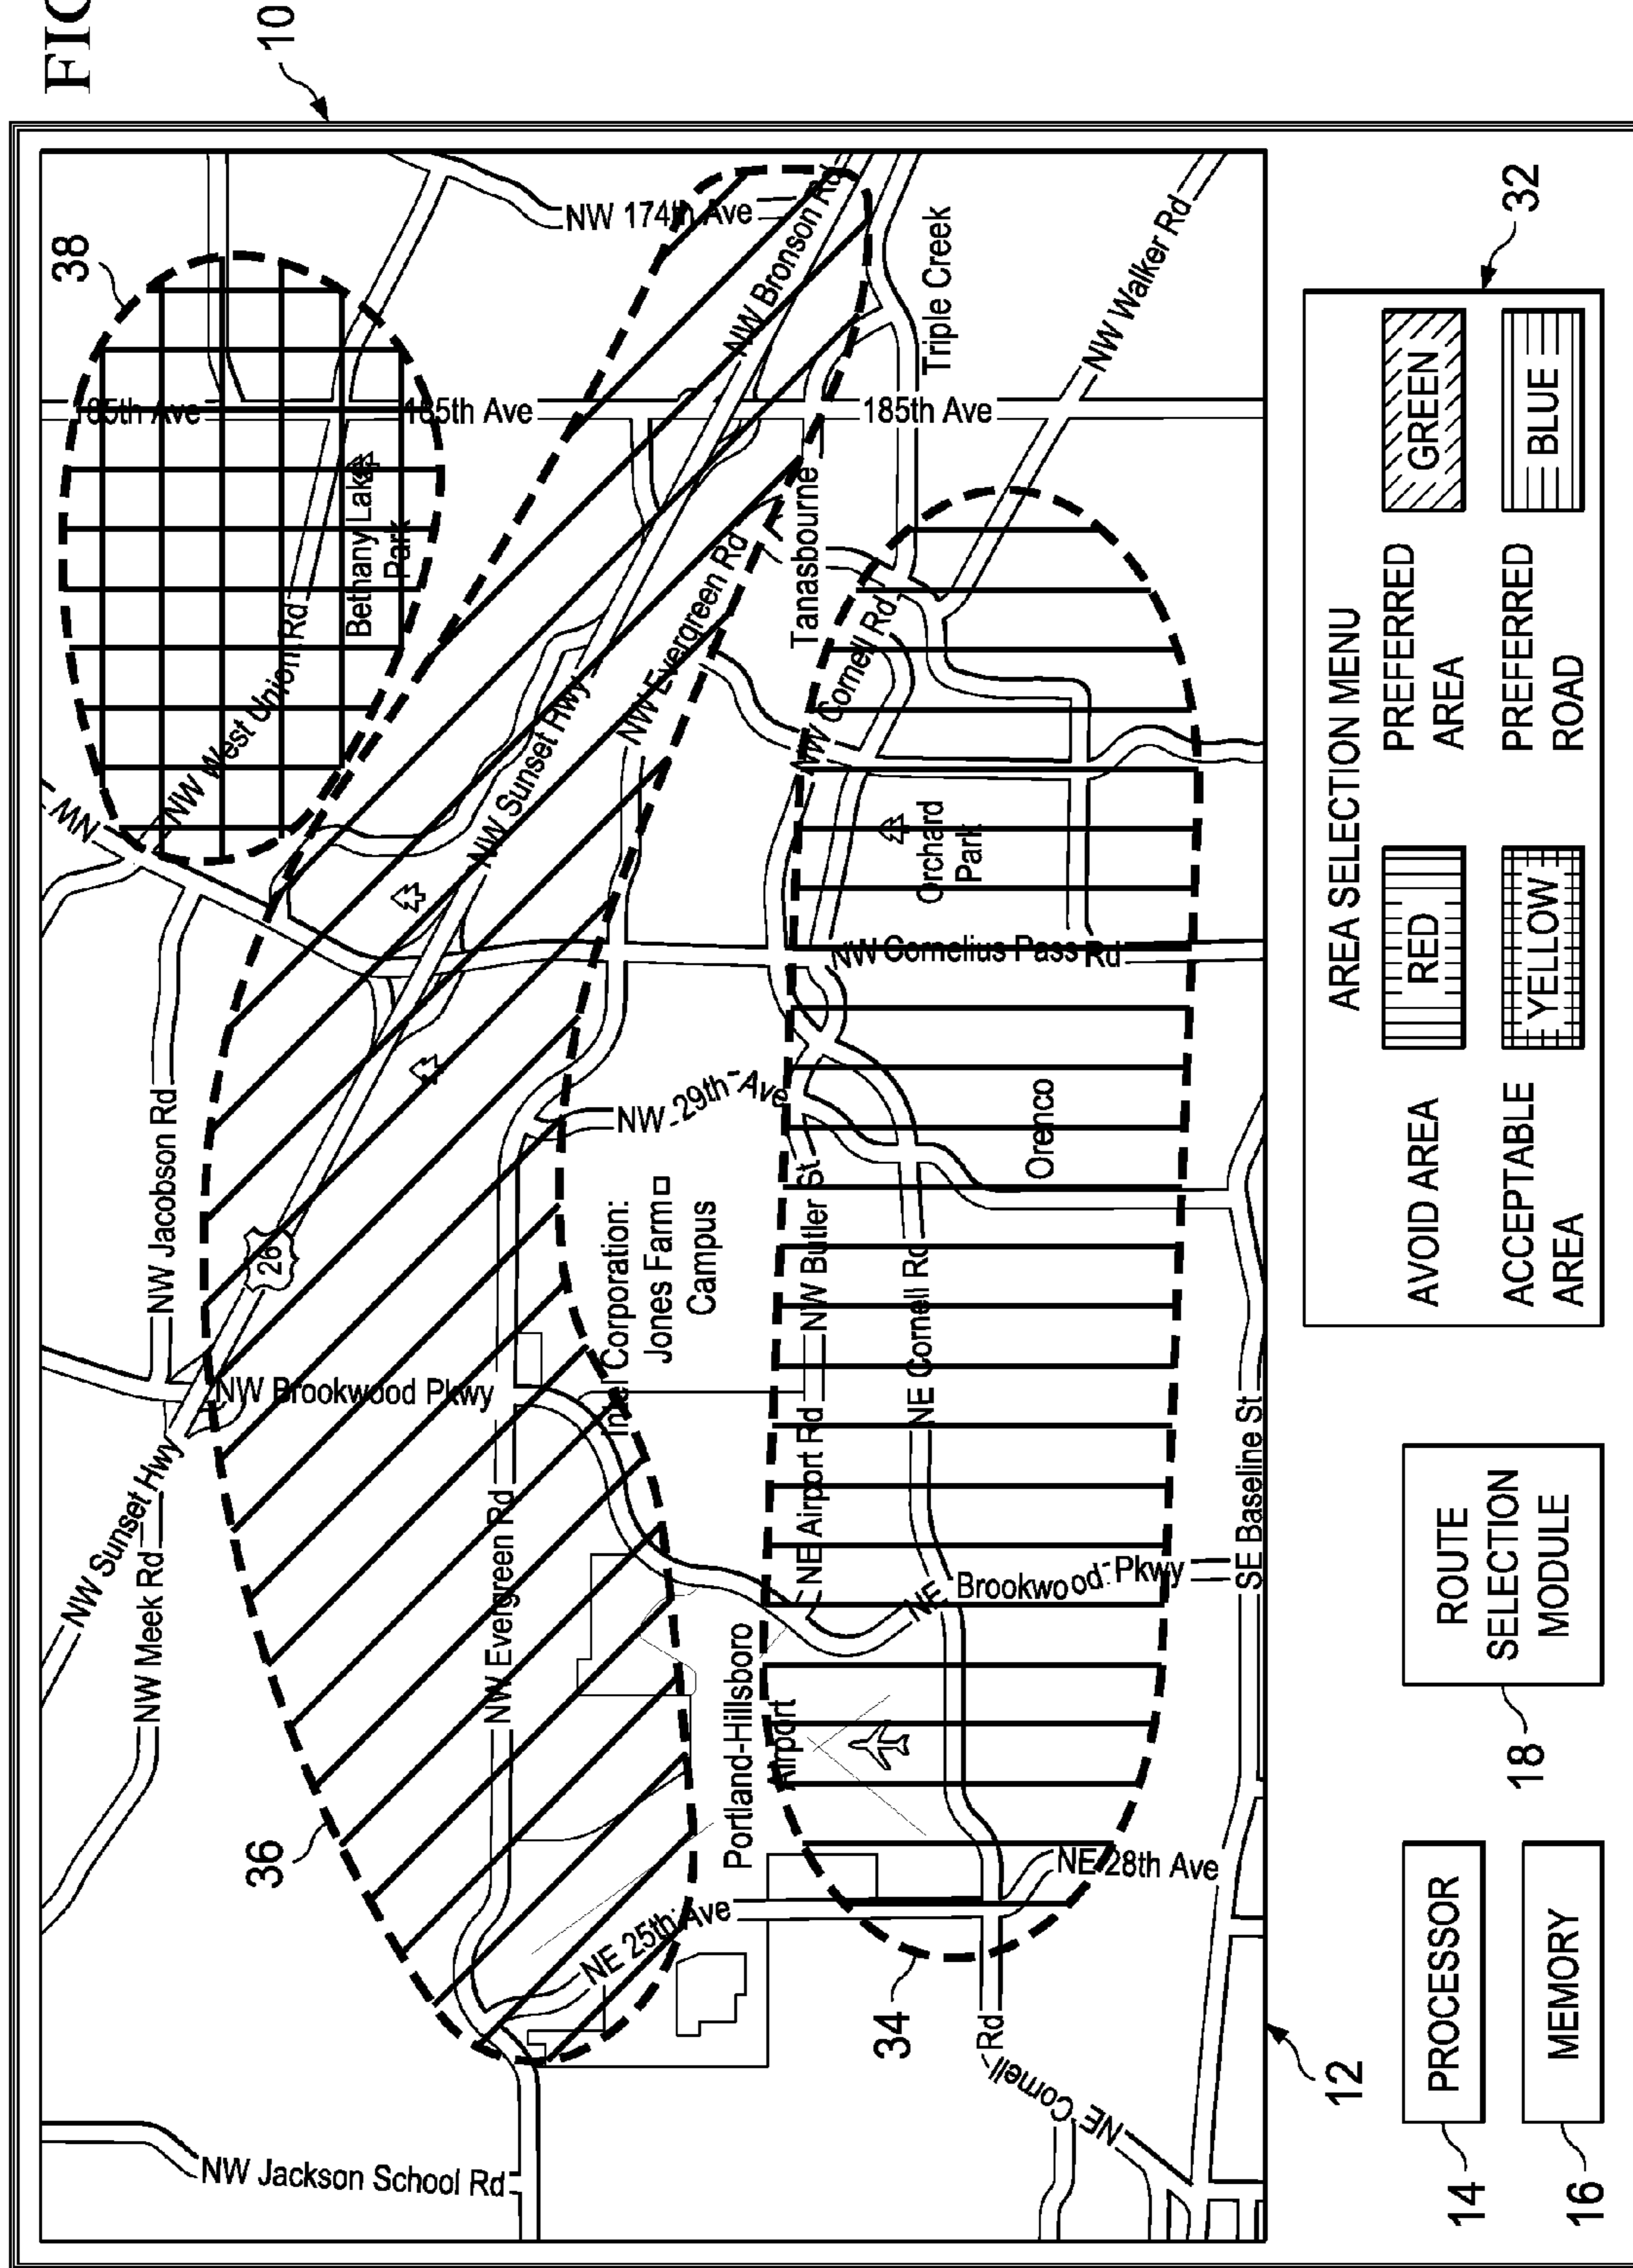 FIG
10
38
36
34
12
NW 174th Ave
NW Bronson Rd
185th Ave
185th Ave
185th Ave
Triple Creek
NW Walker Rd
Bethany Lake
Park
NW West Union Rd
NW
Tanasbourne
NW Evergreen Rd
NW Sunset Hwy
NW Cornell Rd
Orchard
Park
NW Cornelius Pass Rd
NW Jacobson Rd
NW 29th Ave
Orenco
26
Intel Corporation:
Jones Farm
Campus
NW Butler St
NE Cornell Rd
NW Brookwood Pkwy
NW Sunset Hwy
NW Meek Rd
NW Evergreen Rd
NE Airport Rd
NE Brookwood Pkwy
SE Baseline St
Portland-Hillsboro
Airport
NE 25th Ave
NE 28th Ave
NE Cornell Rd
NW Jackson School Rd
14
PROCESSOR
16
MEMORY
18
ROUTE
SELECTION
MODULE
32
AREA SELECTION MENU
AVOID AREA
RED
PREFERRED
AREA
GREEN
ACCEPTABLE
AREA
YELLOW
PREFERRED
ROAD
BLUE